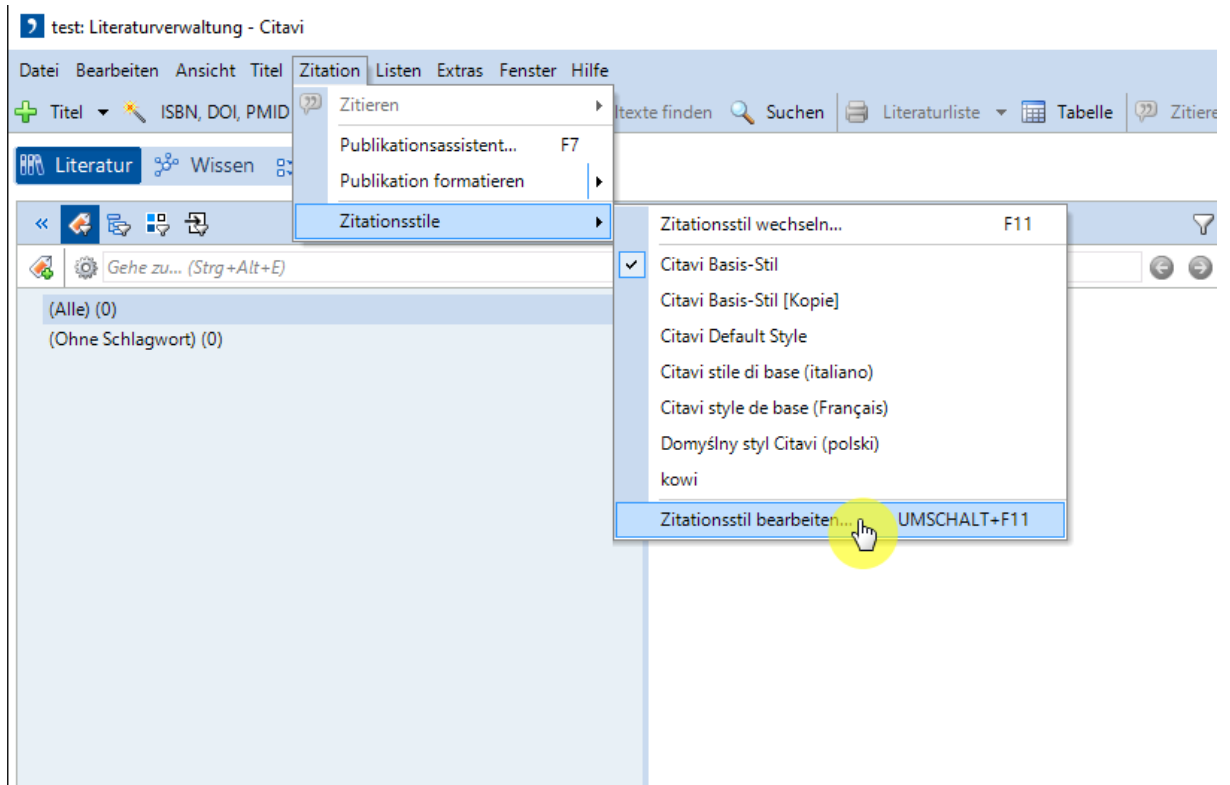 test: Literaturverwaltung - Citavi
Datei Bearbeiten Ansicht Titel Zitation Listen Extras Fenster Hilfe
Titel ISBN, DOI, PMID finden Suchen Literaturliste Tabelle
Literatur Wissen
Zitieren
Publikationsassistent... F7
Publikation formatieren
Zitationsstile
Zitationsstil wechseln... F11
Gehe zu... (Strg+Alt+E)
Citavi Basis-Stil
(Alle) (0)
Citavi Basis-Stil [Kopie]
(Ohne Schlagwort) (0)
Citavi Default Style
Citavi stile di base (italiano)
Citavi style de base (Français)
Domyślny styl Citavi (polski)
kowi
Zitationsstil bearbeiten... UMSCHALT+F11